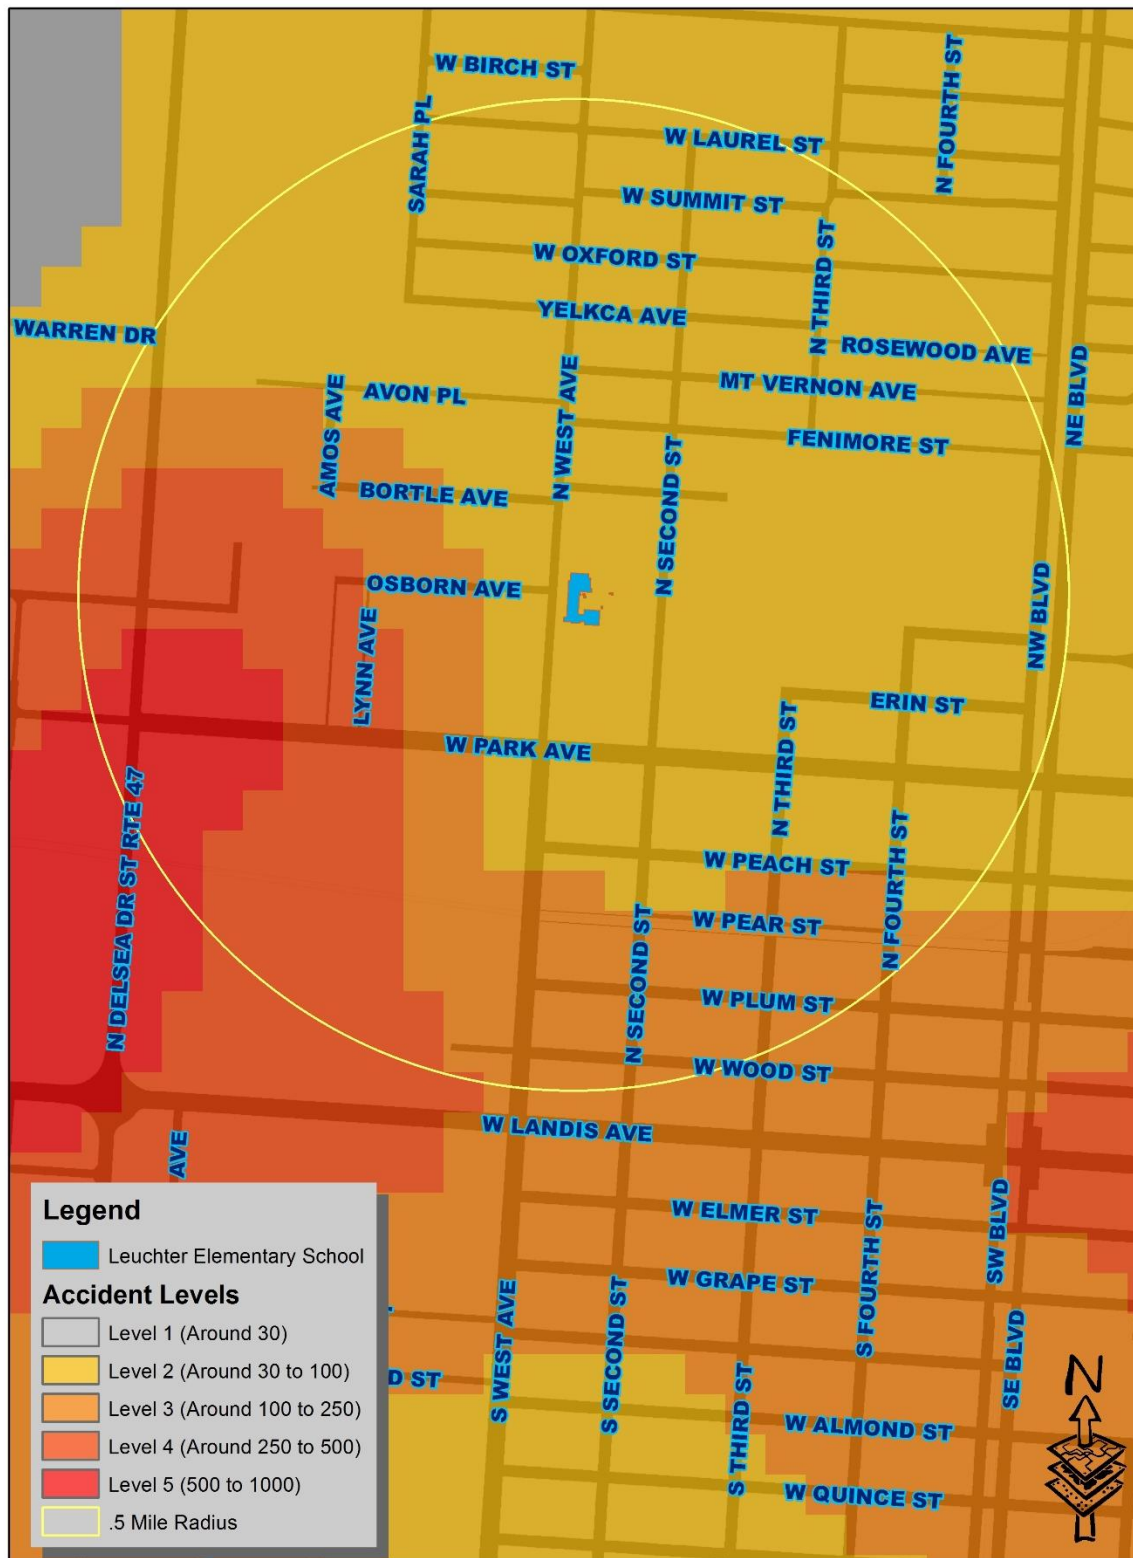 W BIRCH ST
N FOURTH ST
SARAH PL
W LAUREL ST
W SUMMIT ST
W OXFORD ST
N THIRD ST
YELKCA AVE
WARREN DR
ROSEWOOD AVE
MT VERNON AVE
AVON PL
AMOS AVE
N WEST AVE
NE BLVD
FENIMORE ST
BORTLE AVE
N SECOND ST
OSBORN AVE
NW BLVD
LYNN AVE
ERIN ST
W PARK AVE
N THIRD ST
N DELSEA DR ST RTE 47
W PEACH ST
N FOURTH ST
W PEAR ST
N SECOND ST
W PLUM ST
W WOOD ST
W LANDIS AVE
AVE
W ELMER ST
SW BLVD
S FOURTH ST
W GRAPE ST
S WEST AVE
S SECOND ST
SE BLVD
D ST
S THIRD ST
W ALMOND ST
W QUINCE ST
N
Legend
Leuchter Elementary School
Accident Levels
Level 1 (Around 30)
Level 2 (Around 30 to 100)
Level 3 (Around 100 to 250)
Level 4 (Around 250 to 500)
Level 5 (500 to 1000)
.5 Mile Radius